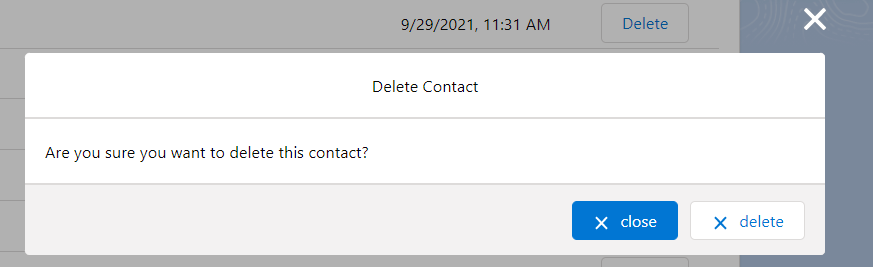 9/29/2021, 11:31 AM Delete
Delete Contact
Are you sure you want to delete this contact?
close delete